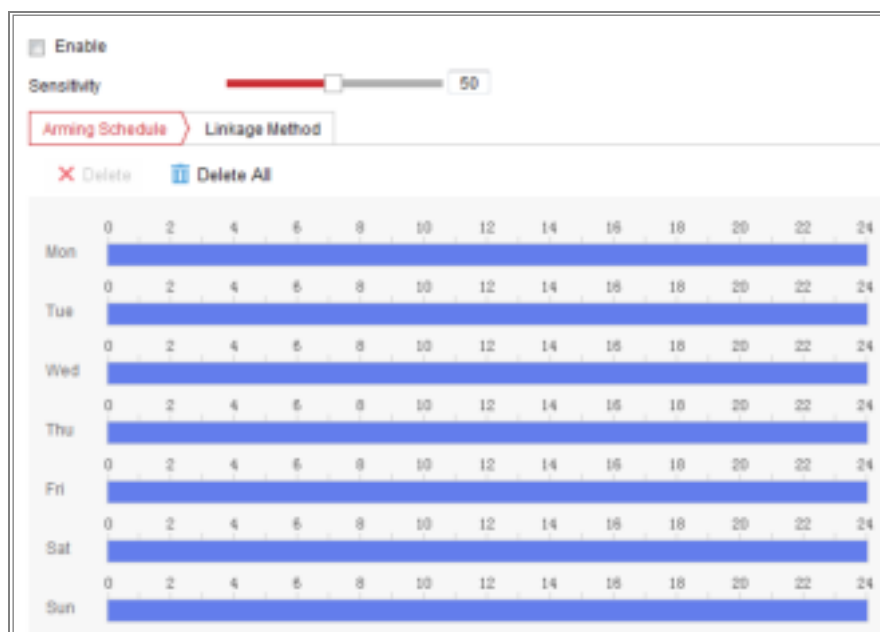 Enable
Sensitivity 50
Arming Schedule Linkage Method
Delete Delete All
0 2 4 6 8 10 12 14 16 18 20 22 24
Mon
0 2 4 6 8 10 12 14 16 18 20 22 24
Tue
0 2 4 6 8 10 12 14 16 18 20 22 24
Wed
0 2 4 6 8 10 12 14 16 18 20 22 24
Thu
0 2 4 6 8 10 12 14 16 18 20 22 24
Fri
0 2 4 6 8 10 12 14 16 18 20 22 24
Sat
0 2 4 6 8 10 12 14 16 18 20 22 24
Sun